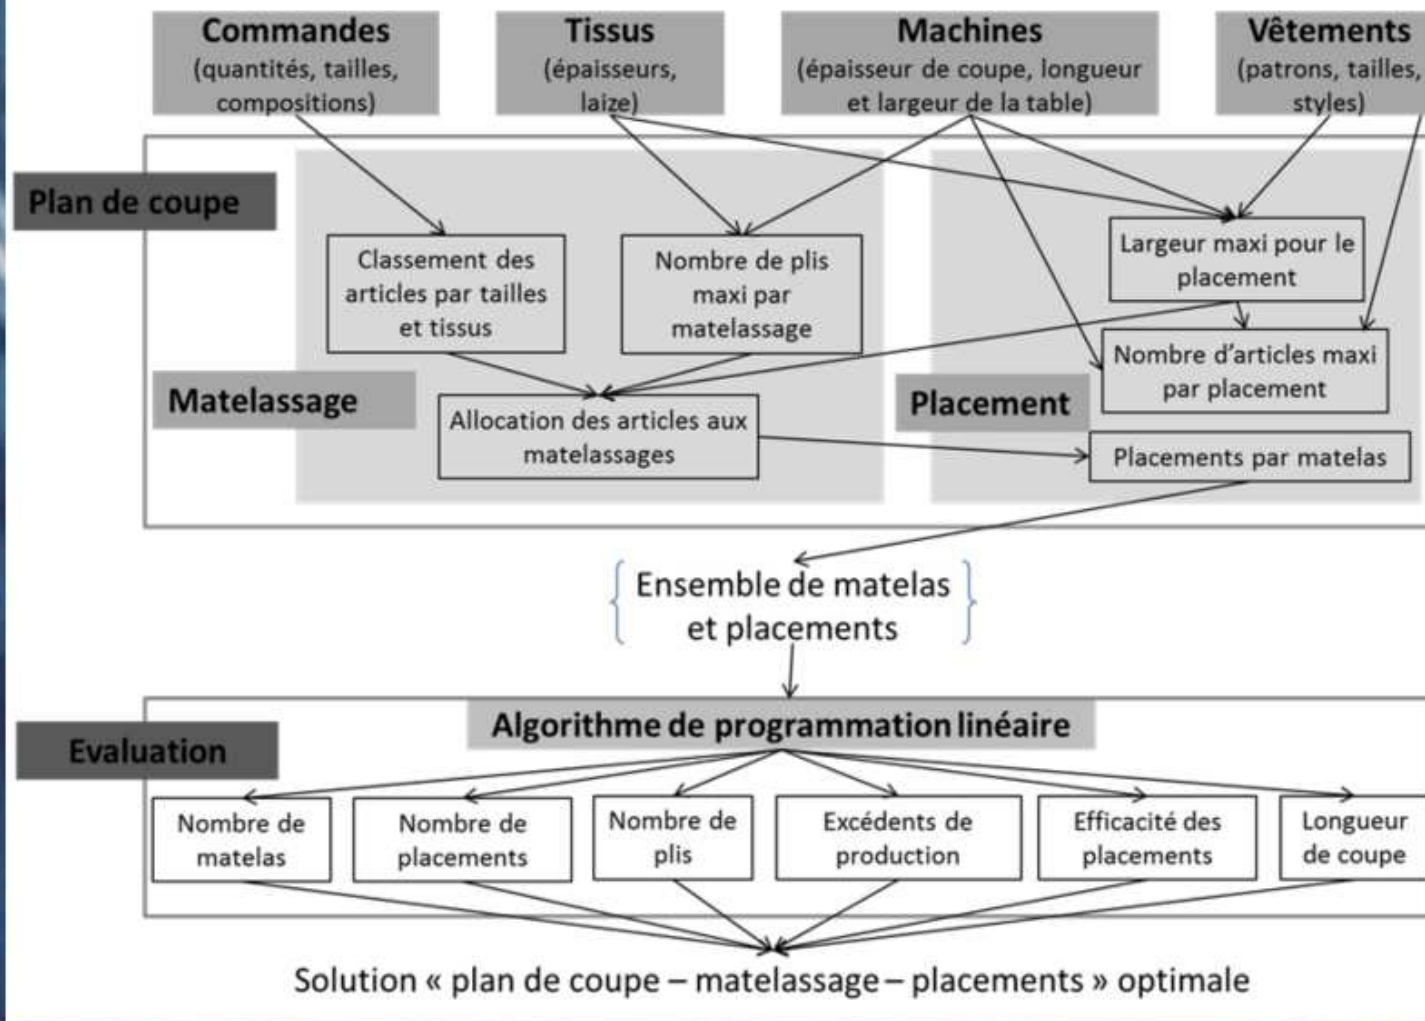 Commandes
(quantités, tailles,
compositions)
Tissus
(épaisseurs,
laize)
Machines
(épaisseur de coupe, longueur
et largeur de la table)
Vêtements
(patrons, tailles,
styles)
Plan de coupe
Classement des
articles par tailles
et tissus
Nombre de plis
maxi par
matelassage
Largeur maxi pour le
placement
Nombre d'articles maxi
par placement
Matelassage
Placement
Allocation des articles aux
matelassages
Placements par matelas
Ensemble de matelas
et placements
Algorithme de programmation linéaire
Evaluation
Nombre de
matelas
Nombre de
placements
Nombre de
plis
Excédents de
production
Efficacité des
placements
Longueur
de coupe
Solution « plan de coupe – matelassage – placements » optimale